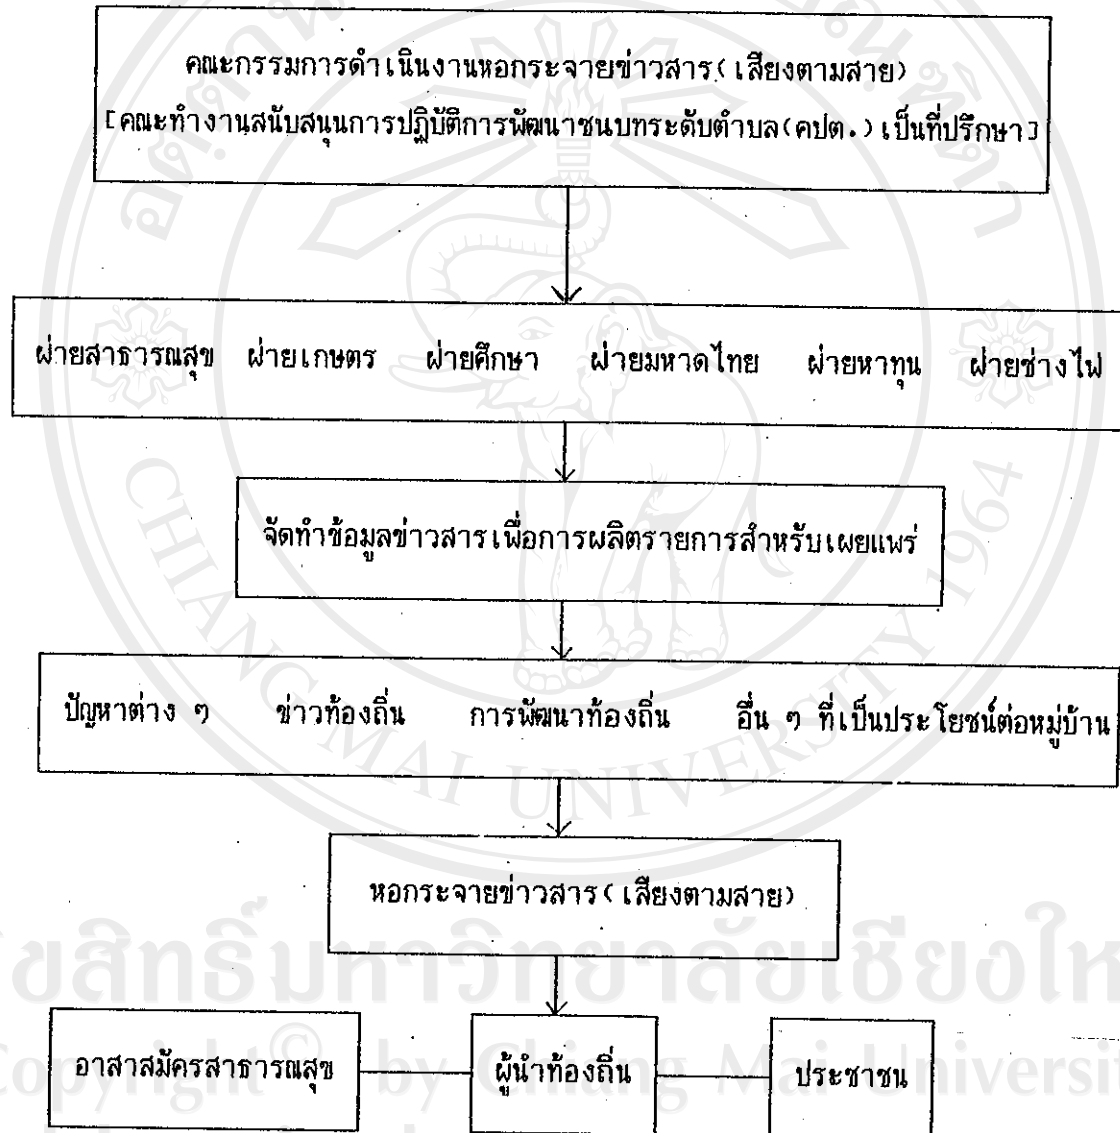 คณะกรรมการดำเนินงานหอกระจายข่าวสาร(เสียงตามสาย)
[คณะทำงานสนับสนุนการปฏิบัติการพัฒนาชนบทระดับตำบล(คปต.)เป็นที่ปรึกษา]
ฝ่ายสาธารณสุข ฝ่ายเกษตร ฝ่ายศึกษา ฝ่ายมหาดไทย ฝ่ายหาทุน ฝ่ายช่างไฟ
จัดทำข้อมูลข่าวสารเพื่อการผลิตรายการสำหรับเผยแพร่
ปัญหาต่าง ๆ ข่าวท้องถิ่น การพัฒนาท้องถิ่น อื่น ๆ ที่เป็นประโยชน์ต่อหมู่บ้าน
หอกระจายข่าวสาร(เสียงตามสาย)
อาสาสมัครสาธารณสุข ผู้นำท้องถิ่น ประชาชน
CHIANG MAI UNIVERSITY 1964
มหาวิทยาลัยเชียงให
Copyright© by Chiang Mai Universi